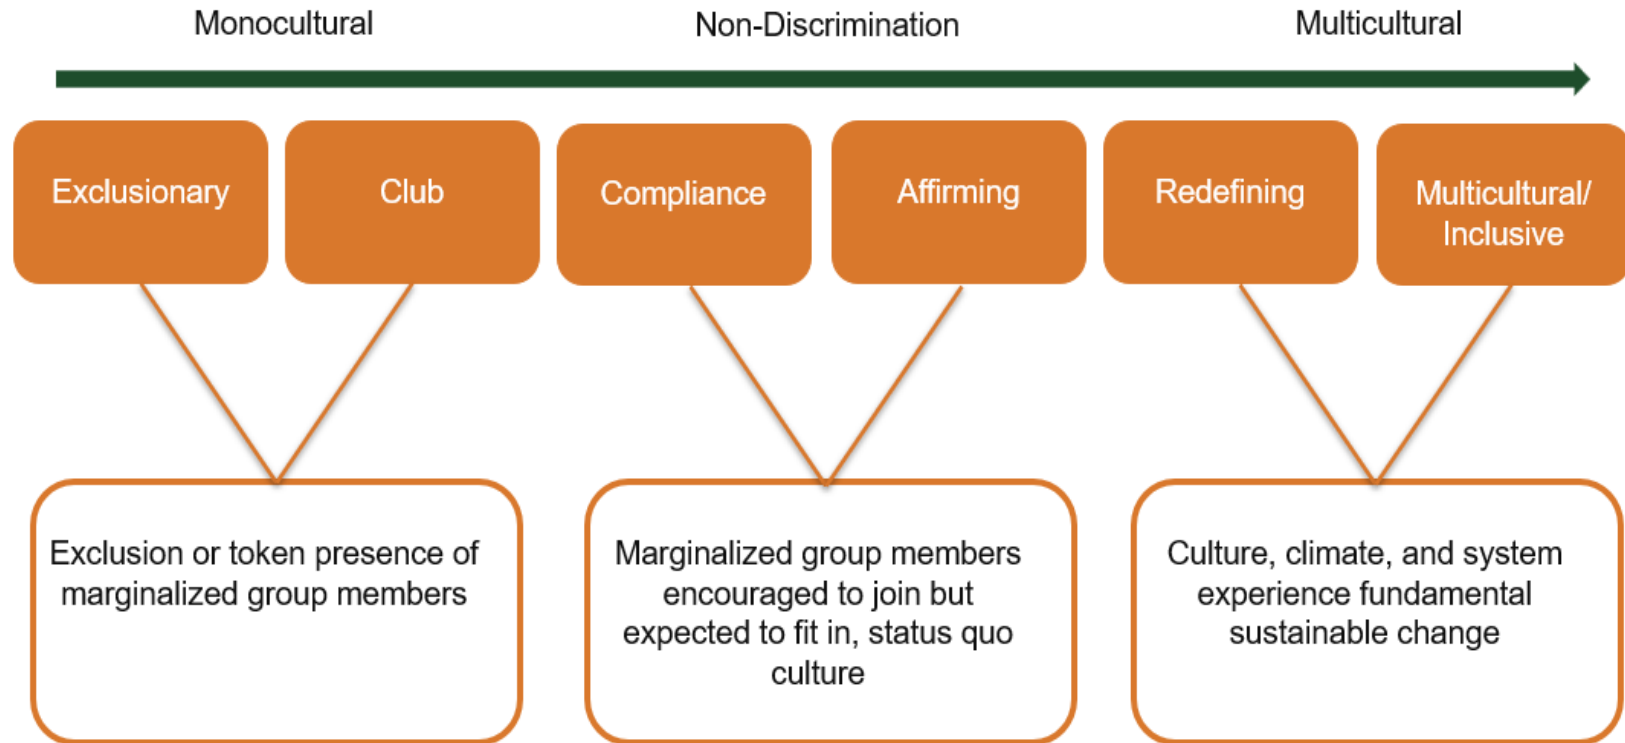 Monocultural
Non-Discrimination
Multicultural
Exclusionary
Club
Compliance
Affirming
Redefining
Multicultural/
Inclusive
Exclusion or token presence of
marginalized group members
Marginalized group members
encouraged to join but
expected to fit in, status quo
culture
Culture, climate, and system
experience fundamental
sustainable change